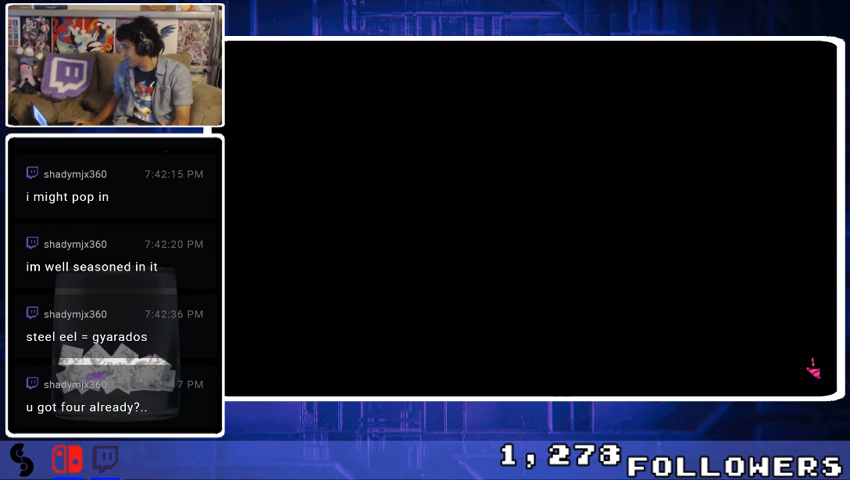 shadymjx360 7:42:15 PM
i might pop in
shadymjx360 7:42:20 PM
im well seasoned in it
shadymjx360 7:42:36 PM
steel eel = gyarados
shadymjx360 PM
u got four already?..
1,273 FOLLOWERS